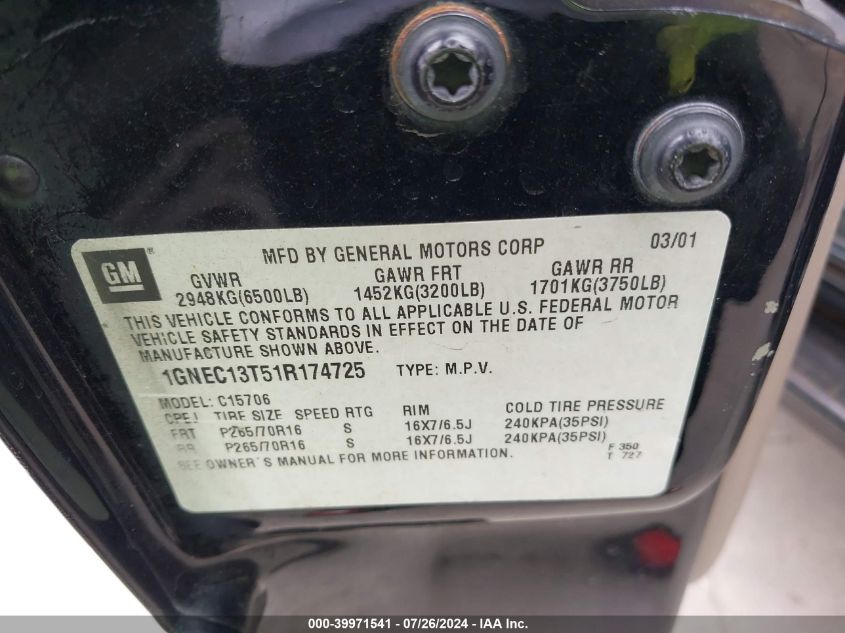 GM ®
MFD BY GENERAL MOTORS CORP 03/01
GVWR GAWR FRT GAWR RR
2948KG(6500LB) 1452KG(3200LB) 1701KG(3750LB)
THIS VEHICLE CONFORMS TO ALL APPLICABLE U.S. FEDERAL MOTOR
VEHICLE SAFETY STANDARDS IN EFFECT ON THE DATE OF
MANUFACTURE SHOWN ABOVE.
1GNEC13T51R174725 TYPE: M.P.V.
MODEL: C15706
CPEJ TIRE SIZE SPEED RTG RIM COLD TIRE PRESSURE
FRT P265/70R16 S 16X7/6.5J 240KPA(35PSI)
RR P265/70R16 S 16X7/6.5J 240KPA(35PSI)
SEE OWNER'S MANUAL FOR MORE INFORMATION.
F 350
T 727
000-39971541 / 07/26/2024 - IAA Inc.